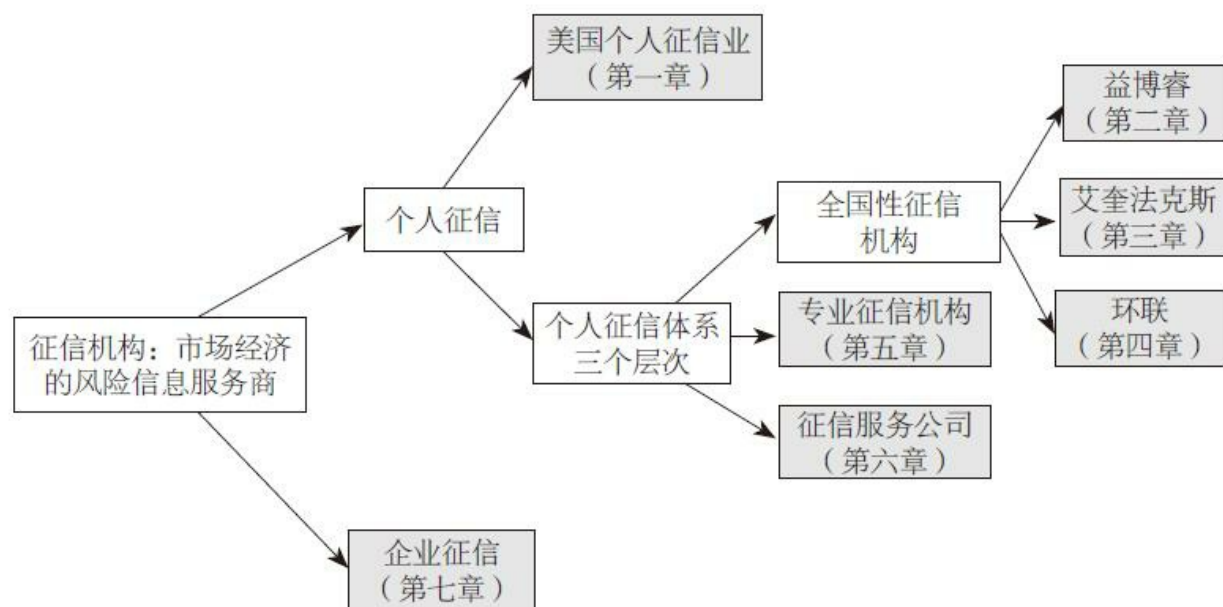 美国个人征信业
（第一章）
益博睿
（第二章）
个人征信
全国性征信
机构
艾奎法克斯
（第三章）
征信机构：市场经济
的风险信息服务商
个人征信体系
三个层次
专业征信机构
（第五章）
环联
（第四章）
征信服务公司
（第六章）
企业征信
（第七章）